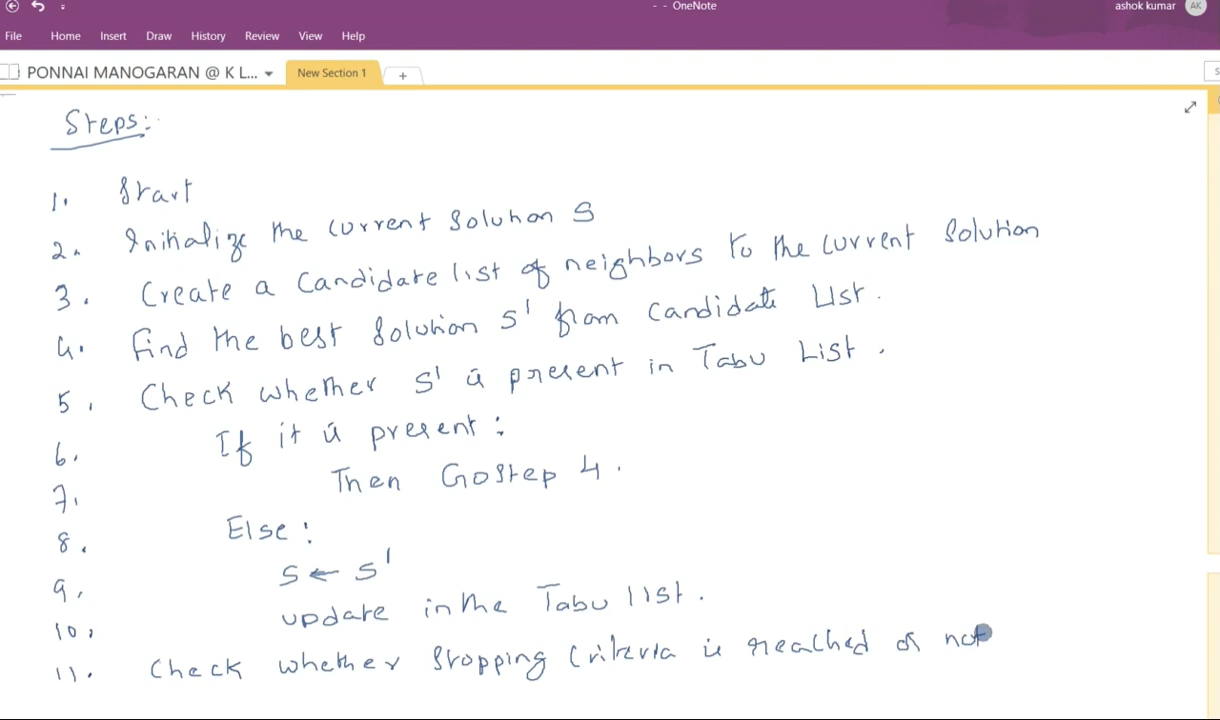 - - OneNote
ashok kumar AK
File Home Insert Draw History Review View Help
PONNAI MANOGARAN @ K L... New Section 1 +
Steps:
1. Start
2. Initialize the current Solution S
3. Create a Candidate list of neighbors to the current Solution
4. Find the best Solution S' from Candidate List.
5. Check whether S' is present in Tabu List.
6. If it is present:
7. Then GoStep 4.
8. Else:
9. S ← S'
10. update in the Tabu list.
11. Check whether Stopping Criteria is reached or not